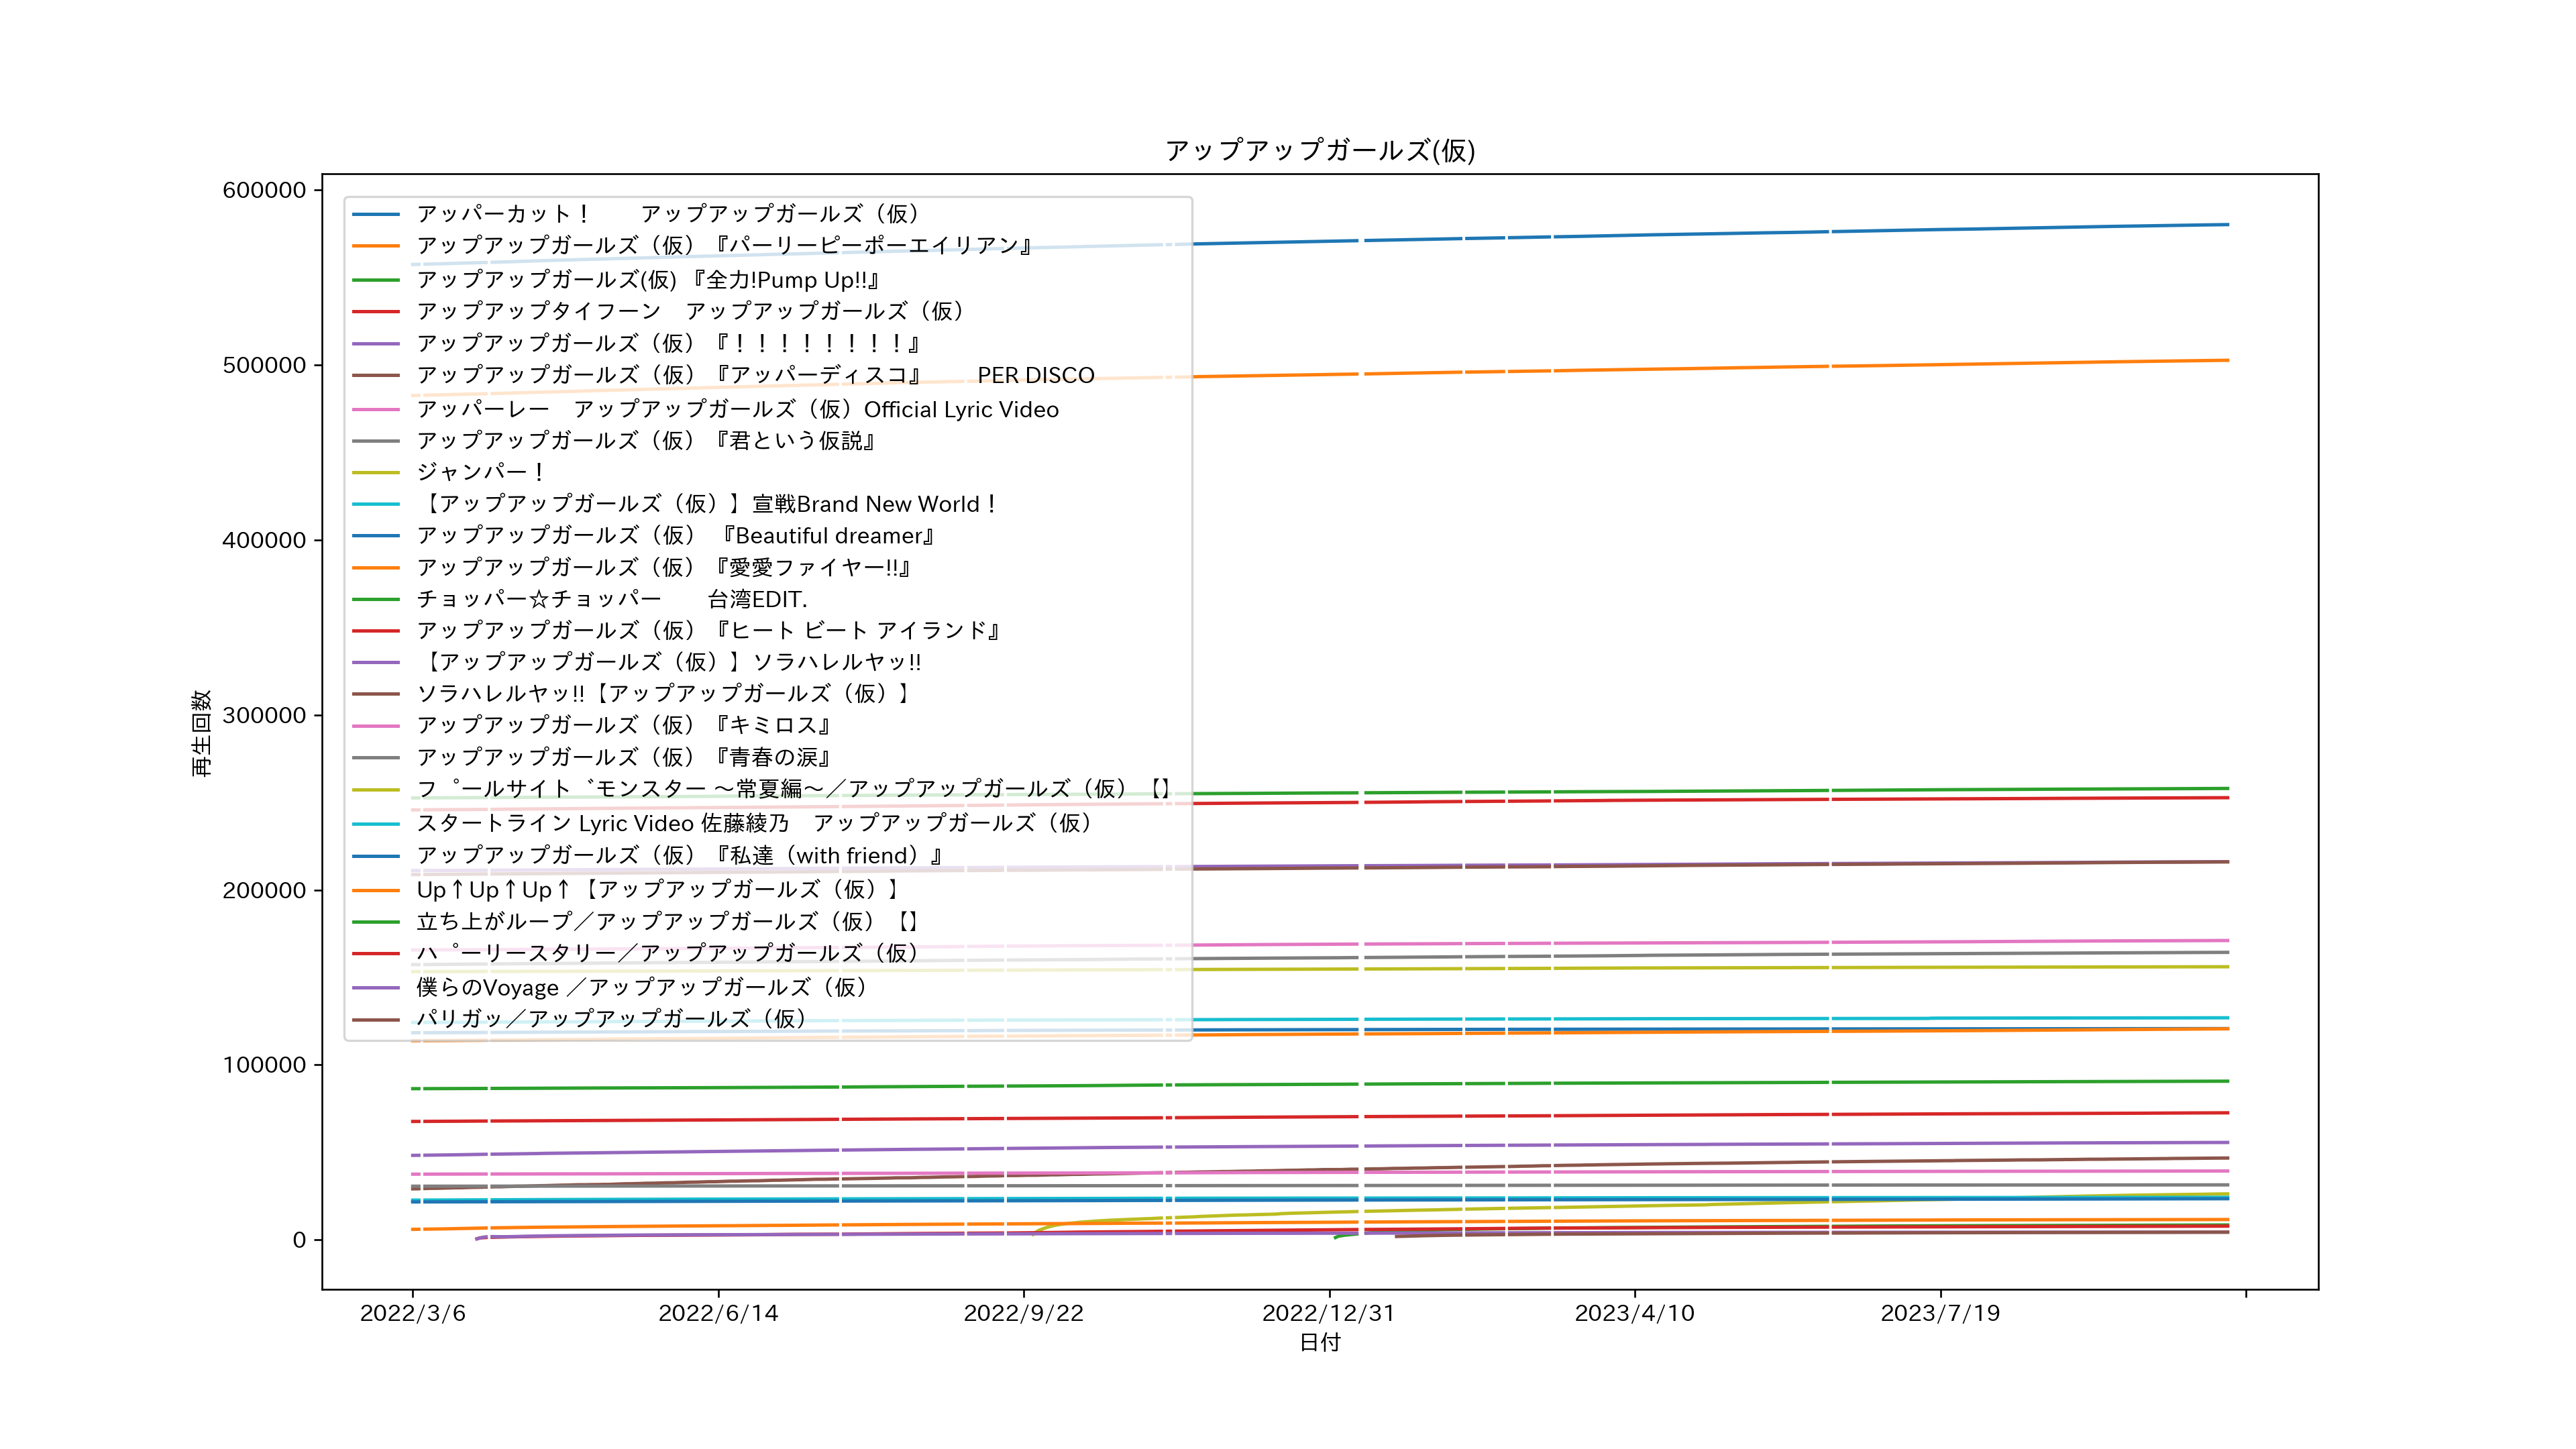 アップアップガールズ(仮)
600000
500000
400000
300000
200000
100000
0
再生回数
アッパーカット！　　アップアップガールズ（仮）
アップアップガールズ（仮）『パーリーピーポーエイリアン』
アップアップガールズ(仮) 『全力!Pump Up!!』
アップアップタイフーン　アップアップガールズ（仮）
アップアップガールズ（仮）『！！！！！！！！』
アップアップガールズ（仮）『アッパーディスコ』　　PER DISCO
アッパーレー　アップアップガールズ（仮）Official Lyric Video
アップアップガールズ（仮）『君という仮説』
ジャンパー！
【アップアップガールズ（仮）】宣戦Brand New World！
アップアップガールズ（仮） 『Beautiful dreamer』
アップアップガールズ（仮）『愛愛ファイヤー!!』
チョッパー☆チョッパー　　台湾EDIT.
アップアップガールズ（仮）『ヒート ビート アイランド』
【アップアップガールズ（仮）】ソラハレルヤッ!!
ソラハレルヤッ!!【アップアップガールズ（仮）】
アップアップガールズ（仮）『キミロス』
アップアップガールズ（仮）『青春の涙』
フ゜ールサイト゛モンスター 〜常夏編〜／アップアップガールズ（仮）【】
スタートライン Lyric Video 佐藤綾乃　アップアップガールズ（仮）
アップアップガールズ（仮）『私達（with friend）』
Up↑Up↑Up↑【アップアップガールズ（仮）】
立ち上がループ／アップアップガールズ（仮）【】
ハ゜ーリースタリー／アップアップガールズ（仮）
僕らのVoyage ／アップアップガールズ（仮）
パリガッ／アップアップガールズ（仮）
2022/3/6
2022/6/14
2022/9/22
2022/12/31
2023/4/10
2023/7/19
日付